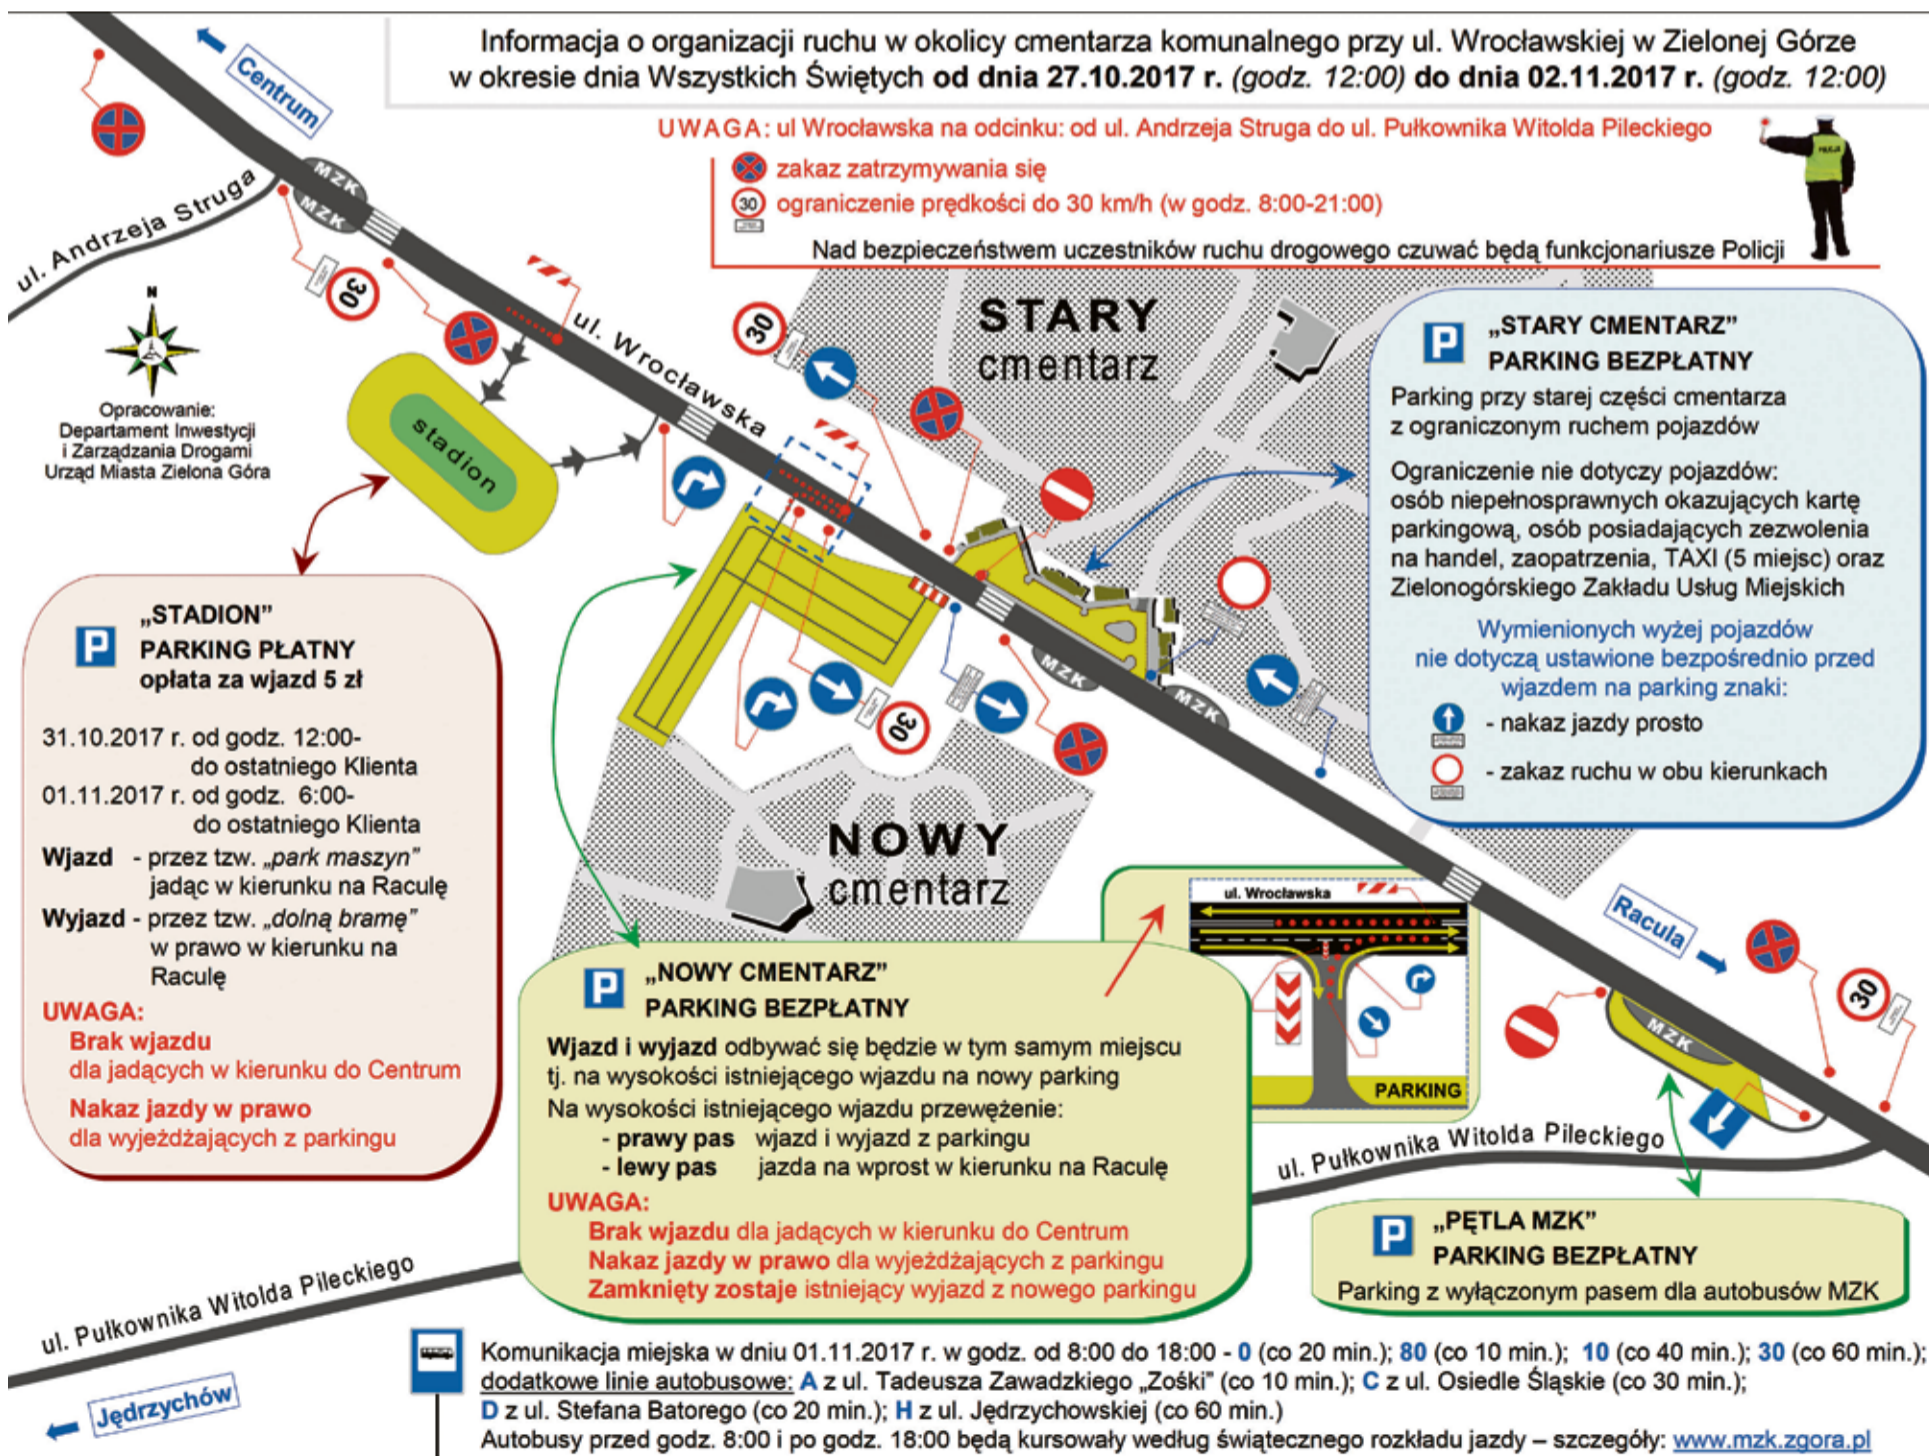 Informacja o organizacji ruchu w okolicy cmentarza komunalnego przy ul. Wrocławskiej w Zielonej Górze
w okresie dnia Wszystkich Świętych od dnia 27.10.2017 r. (godz. 12:00) do dnia 02.11.2017 r. (godz. 12:00)
UWAGA: ul Wrocławska na odcinku: od ul. Andrzeja Struga do ul. Pułkownika Witolda Pileckiego
zakaz zatrzymywania się
30 ograniczenie prędkości do 30 km/h (w godz. 8:00-21:00)
Nad bezpieczeństwem uczestników ruchu drogowego czuwać będą funkcjonariusze Policji
POLICJA
Centrum
MZK
MZK
ul. Andrzeja Struga
30
N
Opracowanie:
Departament Inwestycji
i Zarządzania Drogami
Urząd Miasta Zielona Góra
ul. Wrocławska
stadion
30
STARY
cmentarz
P „STARY CMENTARZ”
PARKING BEZPŁATNY
Parking przy starej części cmentarza
z ograniczonym ruchem pojazdów
Ograniczenie nie dotyczy pojazdów:
osób niepełnosprawnych okazujących kartę
parkingową, osób posiadających zezwolenia
na handel, zaopatrzenia, TAXI (5 miejsc) oraz
Zielonogórskiego Zakładu Usług Miejskich
Wymienionych wyżej pojazdów
nie dotyczą ustawione bezpośrednio przed
wjazdem na parking znaki:
- nakaz jazdy prosto
- zakaz ruchu w obu kierunkach
MZK
MZK
30
P „STADION”
PARKING PŁATNY
opłata za wjazd 5 zł
31.10.2017 r. od godz. 12:00-
do ostatniego Klienta
01.11.2017 r. od godz. 6:00-
do ostatniego Klienta
Wjazd - przez tzw. „park maszyn”
jadąc w kierunku na Raculę
Wyjazd - przez tzw. „dolną bramę”
w prawo w kierunku na
Raculę
UWAGA:
Brak wjazdu
dla jadących w kierunku do Centrum
Nakaz jazdy w prawo
dla wyjeżdżających z parkingu
NOWY
cmentarz
P „NOWY CMENTARZ”
PARKING BEZPŁATNY
Wjazd i wyjazd odbywać się będzie w tym samym miejscu
tj. na wysokości istniejącego wjazdu na nowy parking
Na wysokości istniejącego wjazdu przewężenie:
- prawy pas wjazd i wyjazd z parkingu
- lewy pas jazda na wprost w kierunku na Raculę
UWAGA:
Brak wjazdu dla jadących w kierunku do Centrum
Nakaz jazdy w prawo dla wyjeżdżających z parkingu
Zamknięty zostaje istniejący wyjazd z nowego parkingu
ul. Wrocławska
PARKING
Racula
30
MZK
ul. Pułkownika Witolda Pileckiego
P „PĘTLA MZK”
PARKING BEZPŁATNY
Parking z wyłączonym pasem dla autobusów MZK
ul. Pułkownika Witolda Pileckiego
Jędrzychów
Komunikacja miejska w dniu 01.11.2017 r. w godz. od 8:00 do 18:00 - 0 (co 20 min.); 80 (co 10 min.); 10 (co 40 min.); 30 (co 60 min.);
dodatkowe linie autobusowe: A z ul. Tadeusza Zawadzkiego „Zośki” (co 10 min.); C z ul. Osiedle Śląskie (co 30 min.);
D z ul. Stefana Batorego (co 20 min.); H z ul. Jędrzychowskiej (co 60 min.)
Autobusy przed godz. 8:00 i po godz. 18:00 będą kursowały według świątecznego rozkładu jazdy – szczegóły: www.mzk.zgora.pl